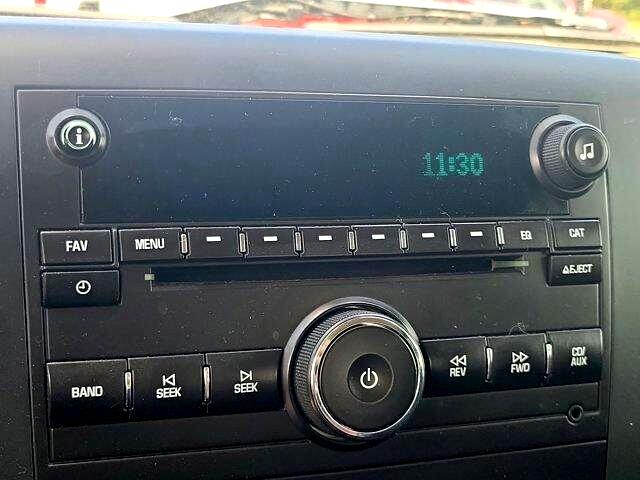 i
11:30
FAV
MENU
EQ
CAT
EJECT
BAND
SEEK
SEEK
REV
FWD
CD/
AUX